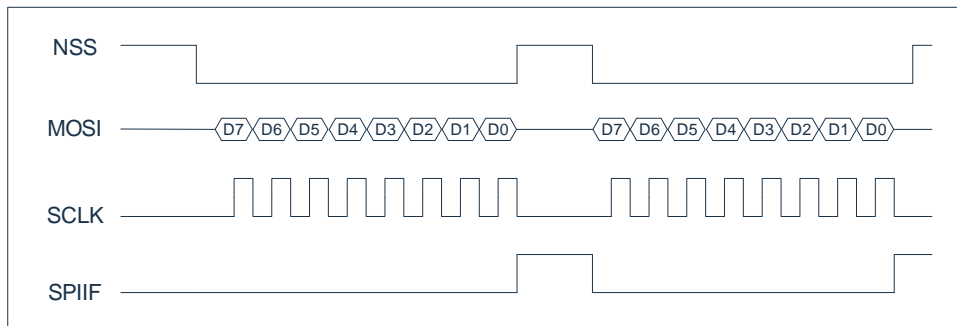 NSS
MOSI D7 D6 D5 D4 D3 D2 D1 D0 D7 D6 D5 D4 D3 D2 D1 D0
SCLK
SPIIF